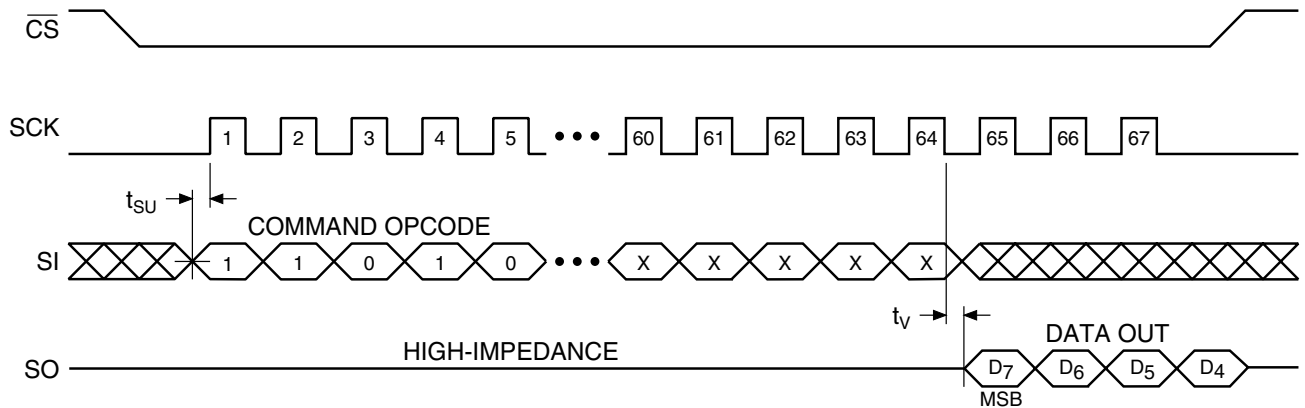 CS
SCK 1 2 3 4 5 ••• 60 61 62 63 64 65 66 67
tSU
COMMAND OPCODE
SI 1 1 0 1 0 ••• X X X X X
tV
HIGH-IMPEDANCE DATA OUT
SO D7 D6 D5 D4
MSB